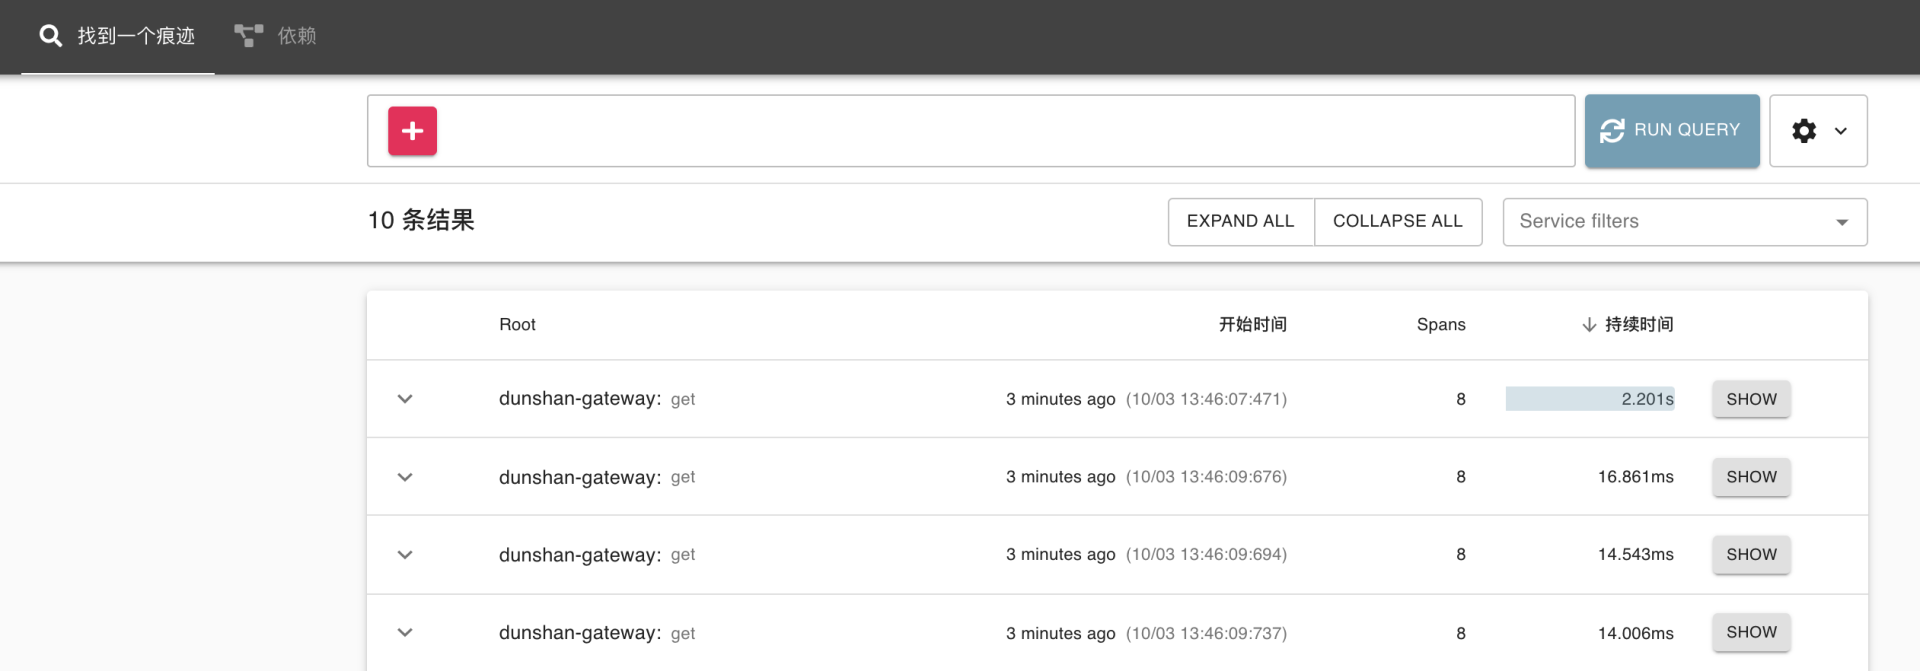 找到一个痕迹 依赖
RUN QUERY
10 条结果 EXPAND ALL COLLAPSE ALL Service filters
Root 开始时间 Spans 持续时间
dunshan-gateway: get 3 minutes ago (10/03 13:46:07:471) 8 2.201s SHOW
dunshan-gateway: get 3 minutes ago (10/03 13:46:09:676) 8 16.861ms SHOW
dunshan-gateway: get 3 minutes ago (10/03 13:46:09:694) 8 14.543ms SHOW
dunshan-gateway: get 3 minutes ago (10/03 13:46:09:737) 8 14.006ms SHOW